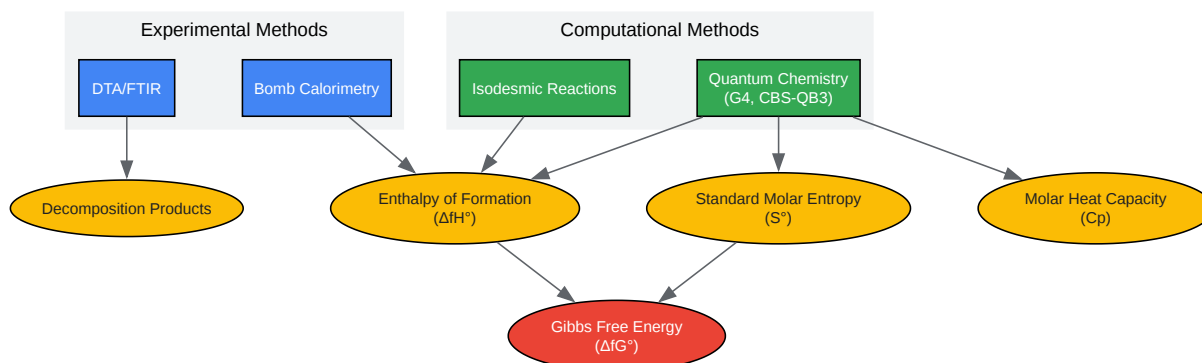 Experimental Methods
Computational Methods
DTA/FTIR
Bomb Calorimetry
Isodesmic Reactions
Quantum Chemistry
(G4, CBS-QB3)
Decomposition Products
Enthalpy of Formation
(ΔfH°)
Standard Molar Entropy
(S°)
Molar Heat Capacity
(Cp)
Gibbs Free Energy
(ΔfG°)